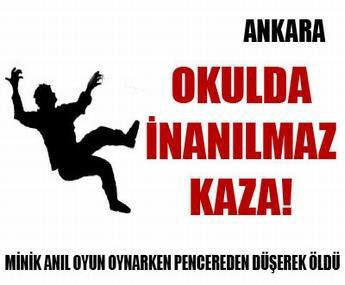 ANKARA
OKULDA
İNANILMAZ
KAZA!
MİNİK ANIL OYUN OYNARKEN PENCEREDEN DÜŞEREK ÖLDÜ